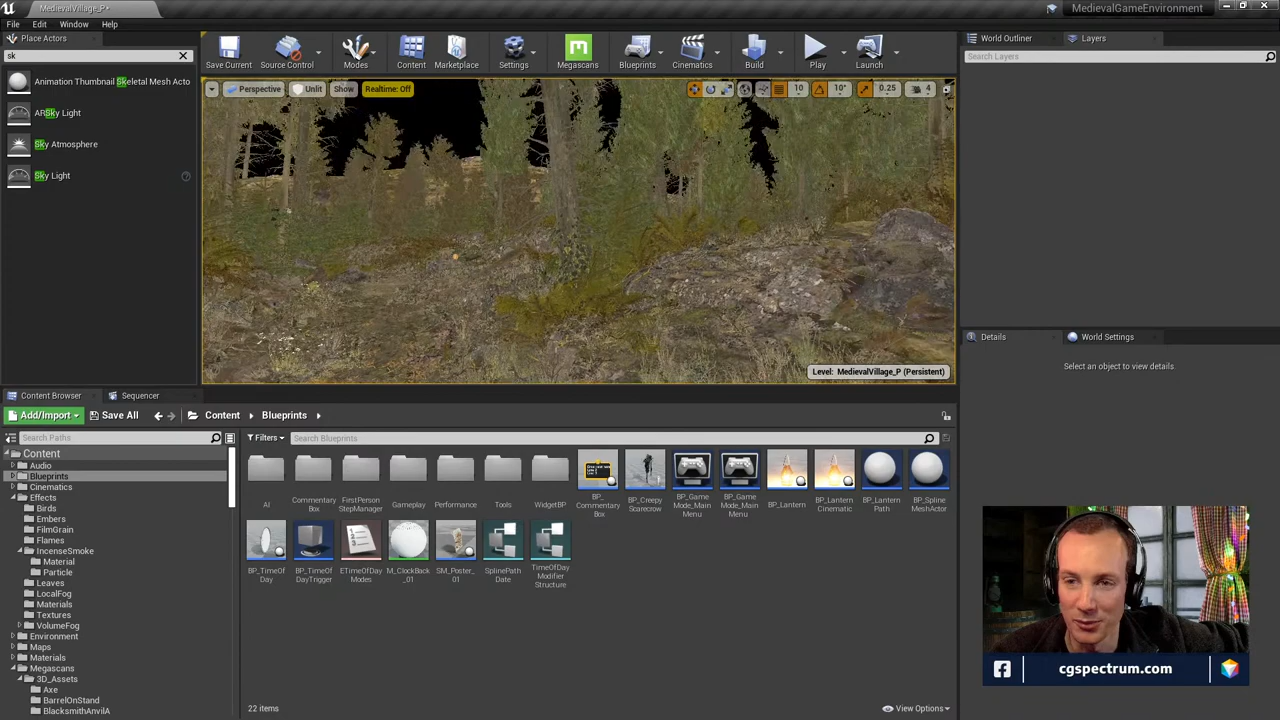 MedievalVillage_P*
MedievalGameEnvironment
File Edit Window Help
Place Actors
sk
Animation Thumbnail Skeletal Mesh Acto
ARSky Light
Sky Atmosphere
Sky Light
Save Current
Source Control
Modes
Content
Marketplace
Settings
Megascans
Blueprints
Cinematics
Build
Play
Launch
Perspective
Unlit
Show
Realtime: Off
10
10°
0.25
4
Level: MedievalVillage_P (Persistent)
World Outliner
Layers
Search Layers
Details
World Settings
Select an object to view details.
Content Browser
Sequencer
Add/Import
Save All
Content
Blueprints
Search Paths
Filters
Search Blueprints
Content
Audio
Blueprints
Cinematics
Effects
Birds
Embers
FilmGrain
Flames
IncenseSmoke
Material
Particle
Leaves
LocalFog
Materials
Textures
VolumeFog
Environment
Maps
Materials
Megascans
3D_Assets
Axe
BarrelOnStand
BlacksmithAnvilA
AI
Commentary
Box
FirstPerson
StepManager
Gameplay
Performance
Tools
WidgetBP
BP_
Commentary
Box
BP_Creepy
Scarecrow
BP_Game
Mode_Main
Menu
BP_Game
Mode_Main
Menu
BP_Lantern
BP_Lantern
Cinematic
BP_Lantern
Path
BP_Spline
MeshActor
BP_TimeOf
Day
BP_TimeOf
DayTrigger
ETimeOfDay
Modes
M_ClockBack
_01
SM_Poster_
01
SplinePath
Date
TimeOfDay
Modifier
Structure
22 items
View Options
cgspectrum.com